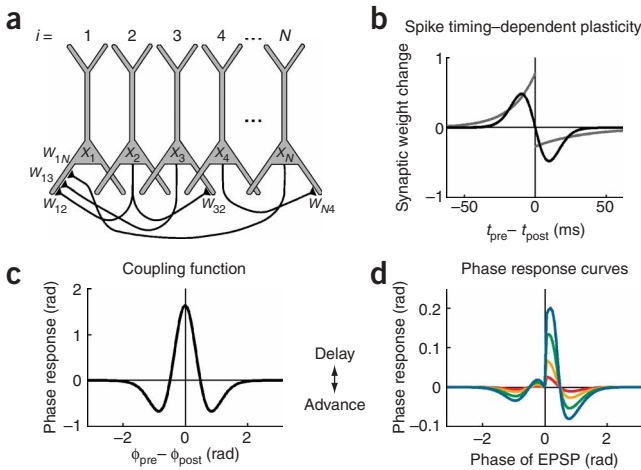 a
i = 1 2 3 4 ... N
...
X1 X2 X3 X4 XN
W1N
W13
W12 W32 WN4
b
Spike timing–dependent plasticity
Synaptic weight change
1
0
−1
−50 0 50
tpre – tpost (ms)
c
Coupling function
Phase response (rad)
2
1
0
−1
−2 0 2
ϕpre – ϕpost (rad)
Delay
Advance
d
Phase response curves
Phase response (rad)
0.2
0.1
0
−0.1
−2 0 2
Phase of EPSP (rad)